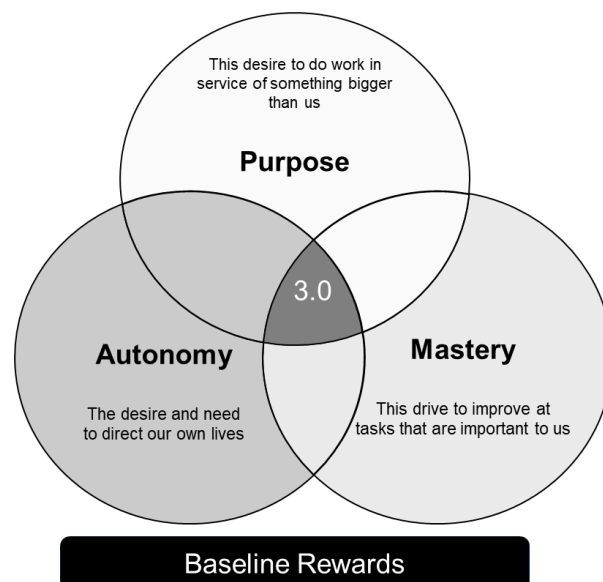 This desire to do work in
service of something bigger
than us
Purpose
3.0
Autonomy
The desire and need
to direct our own lives
Mastery
This drive to improve at
tasks that are important to us
Baseline Rewards